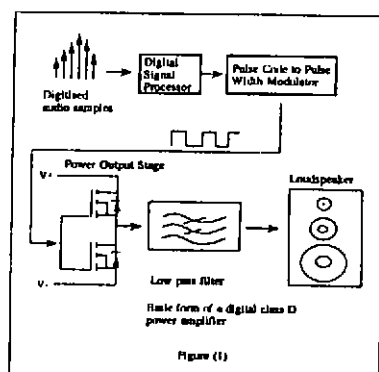 Digitised
audio samples
Digital
Signal
Processor
Pulse Code to Pulse
Width Modulator
Power Output Stage
V+
V-
Loudspeaker
Low pass filter
Basic form of a digital class D
power amplifier
Figure (1)